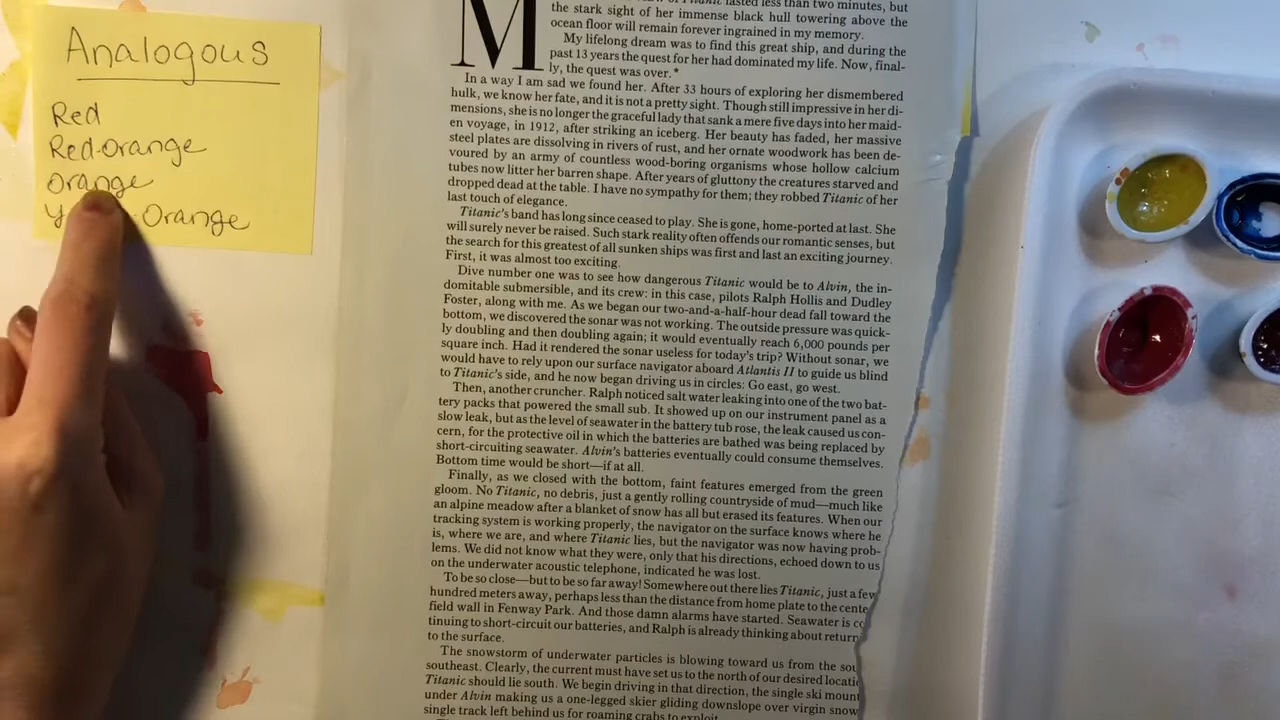 Analogous
Red
Red-Orange
Orange
Orange
M
of Titanic lasted less than two minutes, but
the stark sight of her immense black hull towering above the
ocean floor will remain forever ingrained in my memory.
My lifelong dream was to find this great ship, and during the
past 13 years the quest for her had dominated my life. Now, final-
ly, the quest was over.*
In a way I am sad we found her. After 33 hours of exploring her dismembered
hulk, we know her fate, and it is not a pretty sight. Though still impressive in her di-
mensions, she is no longer the graceful lady that sank a mere five days into her maid-
en voyage, in 1912, after striking an iceberg. Her beauty has faded, her massive
steel plates are dissolving in rivers of rust, and her ornate woodwork has been de-
voured by an army of countless wood-boring organisms whose hollow calcium
tubes now litter her barren shape. After years of gluttony the creatures starved and
dropped dead at the table. I have no sympathy for them; they robbed Titanic of her
last touch of elegance.
Titanic's band has long since ceased to play. She is gone, home-ported at last. She
will surely never be raised. Such stark reality often offends our romantic senses, but
the search for this greatest of all sunken ships was first and last an exciting journey.
First, it was almost too exciting.
Dive number one was to see how dangerous Titanic would be to Alvin, the in-
domitable submersible, and its crew: in this case, pilots Ralph Hollis and Dudley
Foster, along with me. As we began our two-and-a-half-hour dead fall toward the
bottom, we discovered the sonar was not working. The outside pressure was quick-
ly doubling and then doubling again; it would eventually reach 6,000 pounds per
square inch. Had it rendered the sonar useless for today's trip? Without sonar, we
would have to rely upon our surface navigator aboard Atlantis II to guide us blind
to Titanic's side, and he now began driving us in circles: Go east, go west.
Then, another cruncher. Ralph noticed salt water leaking into one of the two bat-
tery packs that powered the small sub. It showed up on our instrument panel as a
slow leak, but as the level of seawater in the battery tub rose, the leak caused us con-
cern, for the protective oil in which the batteries are bathed was being replaced by
short-circuiting seawater. Alvin's batteries eventually could consume themselves.
Bottom time would be short—if at all.
Finally, as we closed with the bottom, faint features emerged from the green
gloom. No Titanic, no debris, just a gently rolling countryside of mud—much like
an alpine meadow after a blanket of snow has all but erased its features. When our
tracking system is working properly, the navigator on the surface knows where he
is, where we are, and where Titanic lies, but the navigator was now having prob-
lems. We did not know what they were, only that his directions, echoed down to us
on the underwater acoustic telephone, indicated he was lost.
To be so close—but to be so far away! Somewhere out there lies Titanic, just a few
hundred meters away, perhaps less than the distance from home plate to the cente
field wall in Fenway Park. And those damn alarms have started. Seawater is co
tinuing to short-circuit our batteries, and Ralph is already thinking about return
to the surface.
The snowstorm of underwater particles is blowing toward us from the sou
southeast. Clearly, the current must have set us to the north of our desired locatio
Titanic should lie south. We begin driving in that direction, the single ski mount
under Alvin making us a one-legged skier gliding downslope over virgin snow
single track left behind us for roaming crabs to exploit.